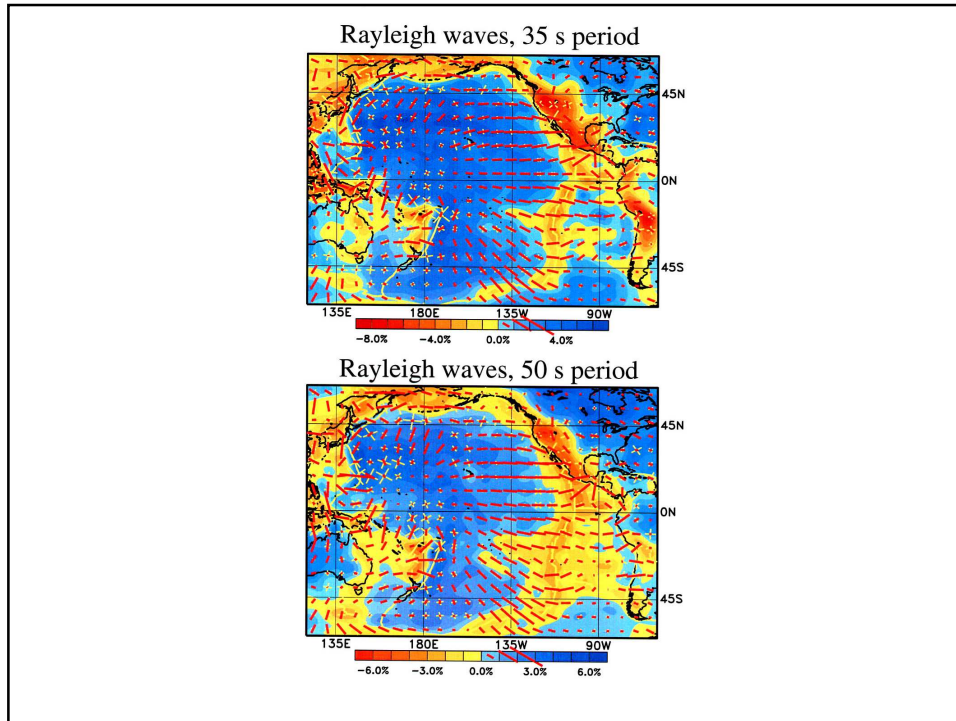 Rayleigh waves, 35 s period
45N
0N
45S
135E 180E 135W 90W
-8.0% -4.0% 0.0% 4.0%
Rayleigh waves, 50 s period
45N
0N
45S
135E 180E 135W 90W
-6.0% -3.0% 0.0% 3.0% 6.0%